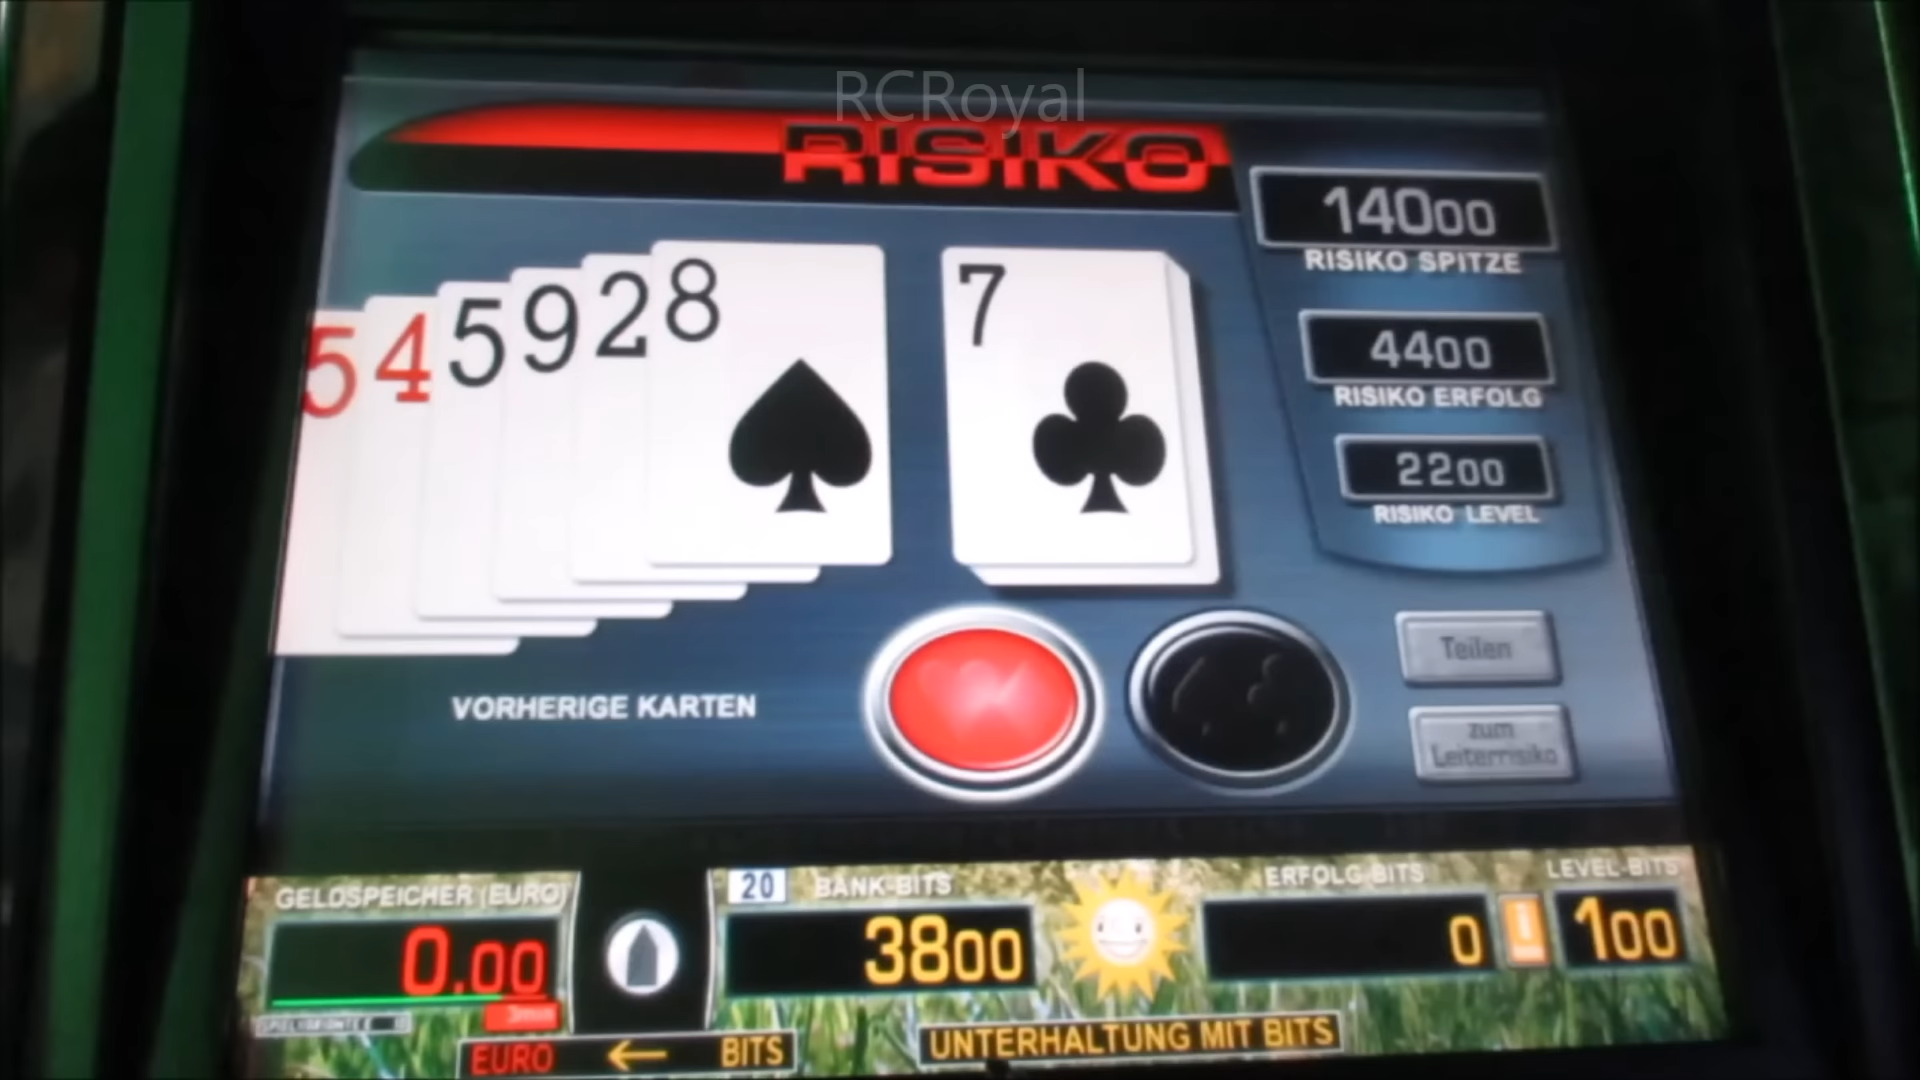 RCRoyal
RISIKO
14000
RISIKO SPITZE
5 4 5 9 2 8
7
4400
RISIKO ERFOLG
2200
RISIKO LEVEL
Teilen
VORHERIGE KARTEN
zum
Leiterrisiko
GELDSPEICHER (EURO)
20 BANK-BITS
ERFOLG-BITS
LEVEL-BITS
0.00
3800
0
i
100
3min
EURO ← BITS
UNTERHALTUNG MIT BITS